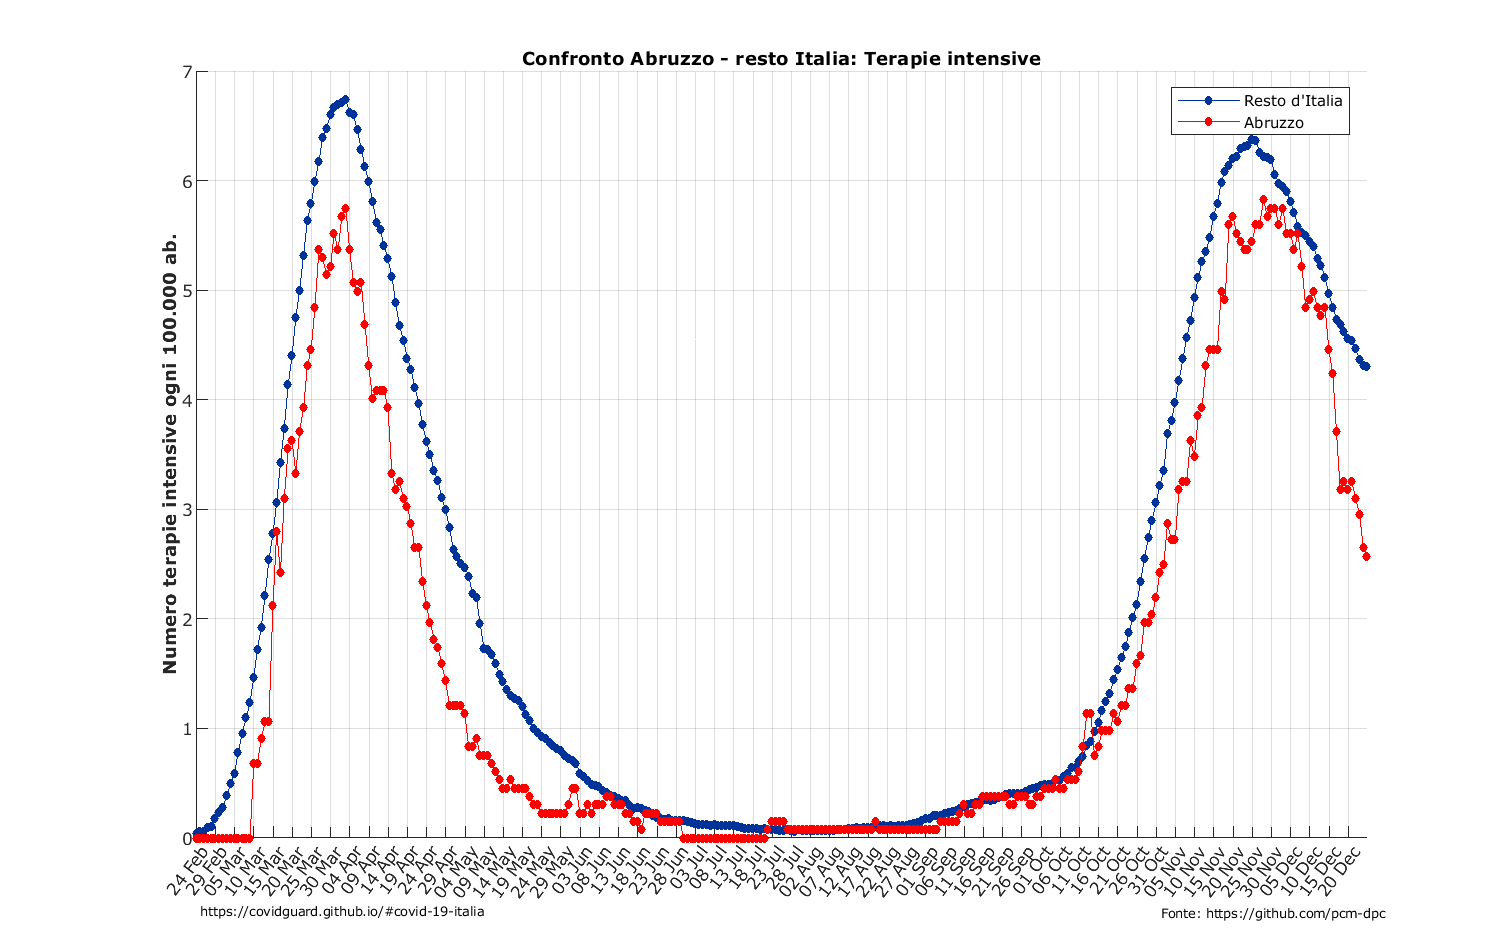 Confronto Abruzzo - resto Italia: Terapie intensive
Resto d'Italia
Abruzzo
Numero terapie intensive ogni 100.000 ab.
7
6
5
4
3
2
1
0
24 Feb
29 Feb
05 Mar
10 Mar
15 Mar
20 Mar
25 Mar
30 Mar
04 Apr
09 Apr
14 Apr
19 Apr
24 Apr
29 Apr
04 May
09 May
14 May
19 May
24 May
29 May
03 Jun
08 Jun
13 Jun
18 Jun
23 Jun
28 Jun
03 Jul
08 Jul
13 Jul
18 Jul
23 Jul
28 Jul
02 Aug
07 Aug
12 Aug
17 Aug
22 Aug
27 Aug
01 Sep
06 Sep
11 Sep
16 Sep
21 Sep
26 Sep
01 Oct
06 Oct
11 Oct
16 Oct
21 Oct
26 Oct
31 Oct
05 Nov
10 Nov
15 Nov
20 Nov
25 Nov
30 Nov
05 Dec
10 Dec
15 Dec
20 Dec
https://covidguard.github.io/#covid-19-italia
Fonte: https://github.com/pcm-dpc